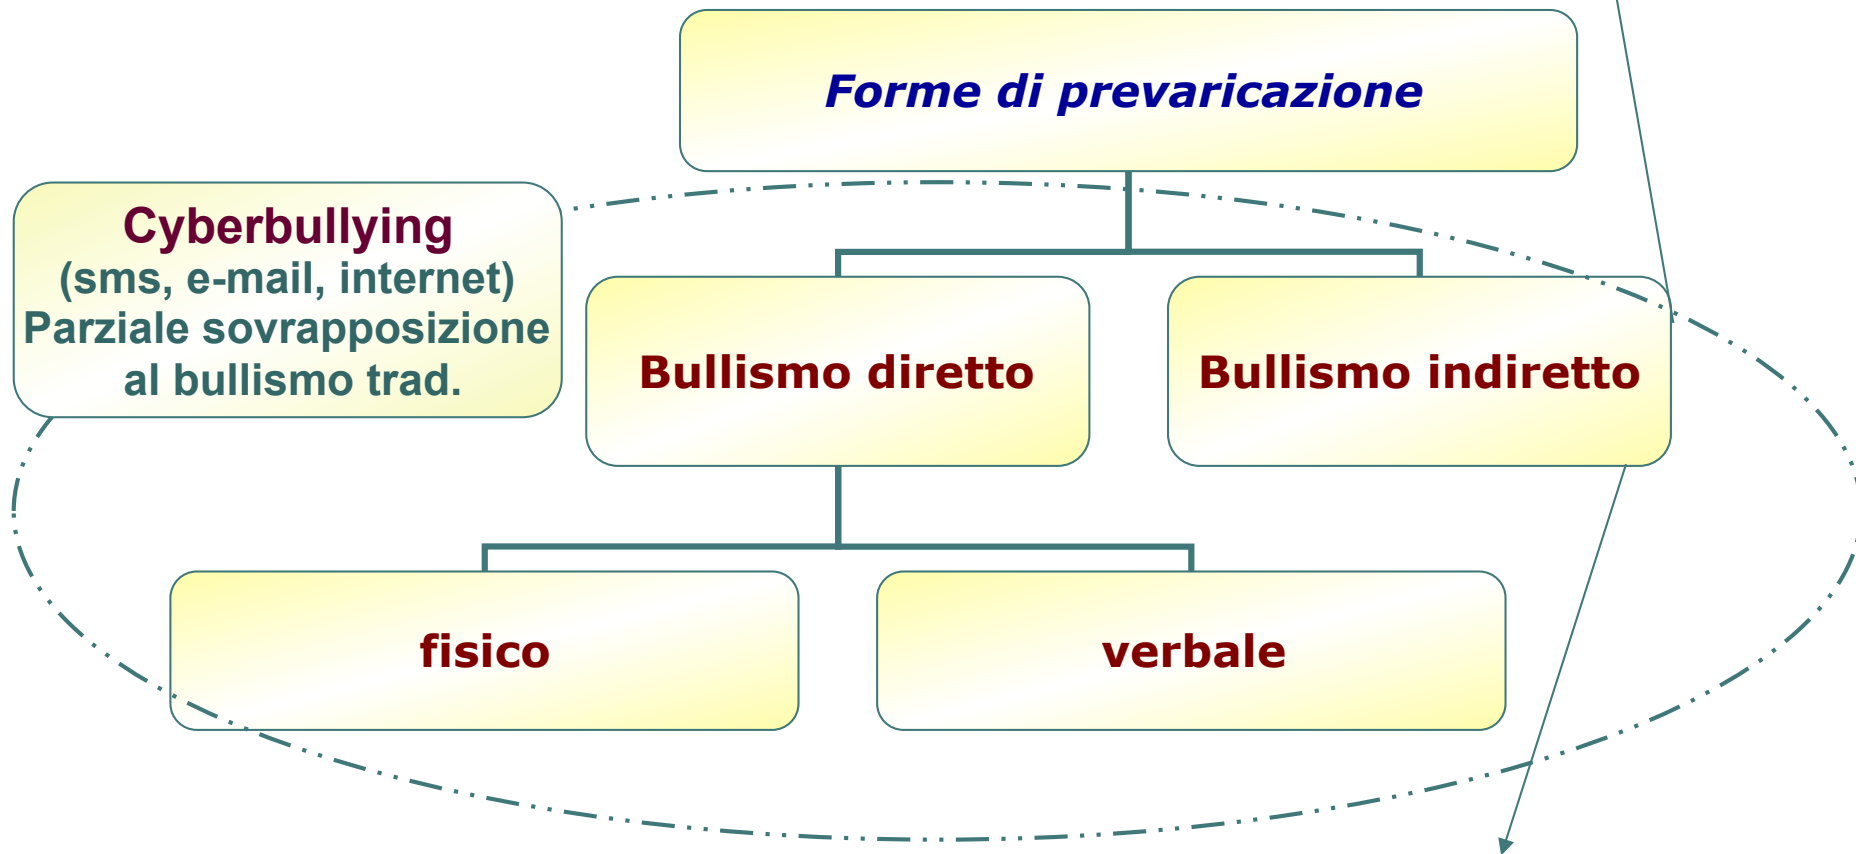 Forme di prevaricazione
Cyberbullying
(sms, e-mail, internet)
Parziale sovrapposizione
al bullismo trad.
Bullismo diretto
Bullismo indiretto
fisico
verbale